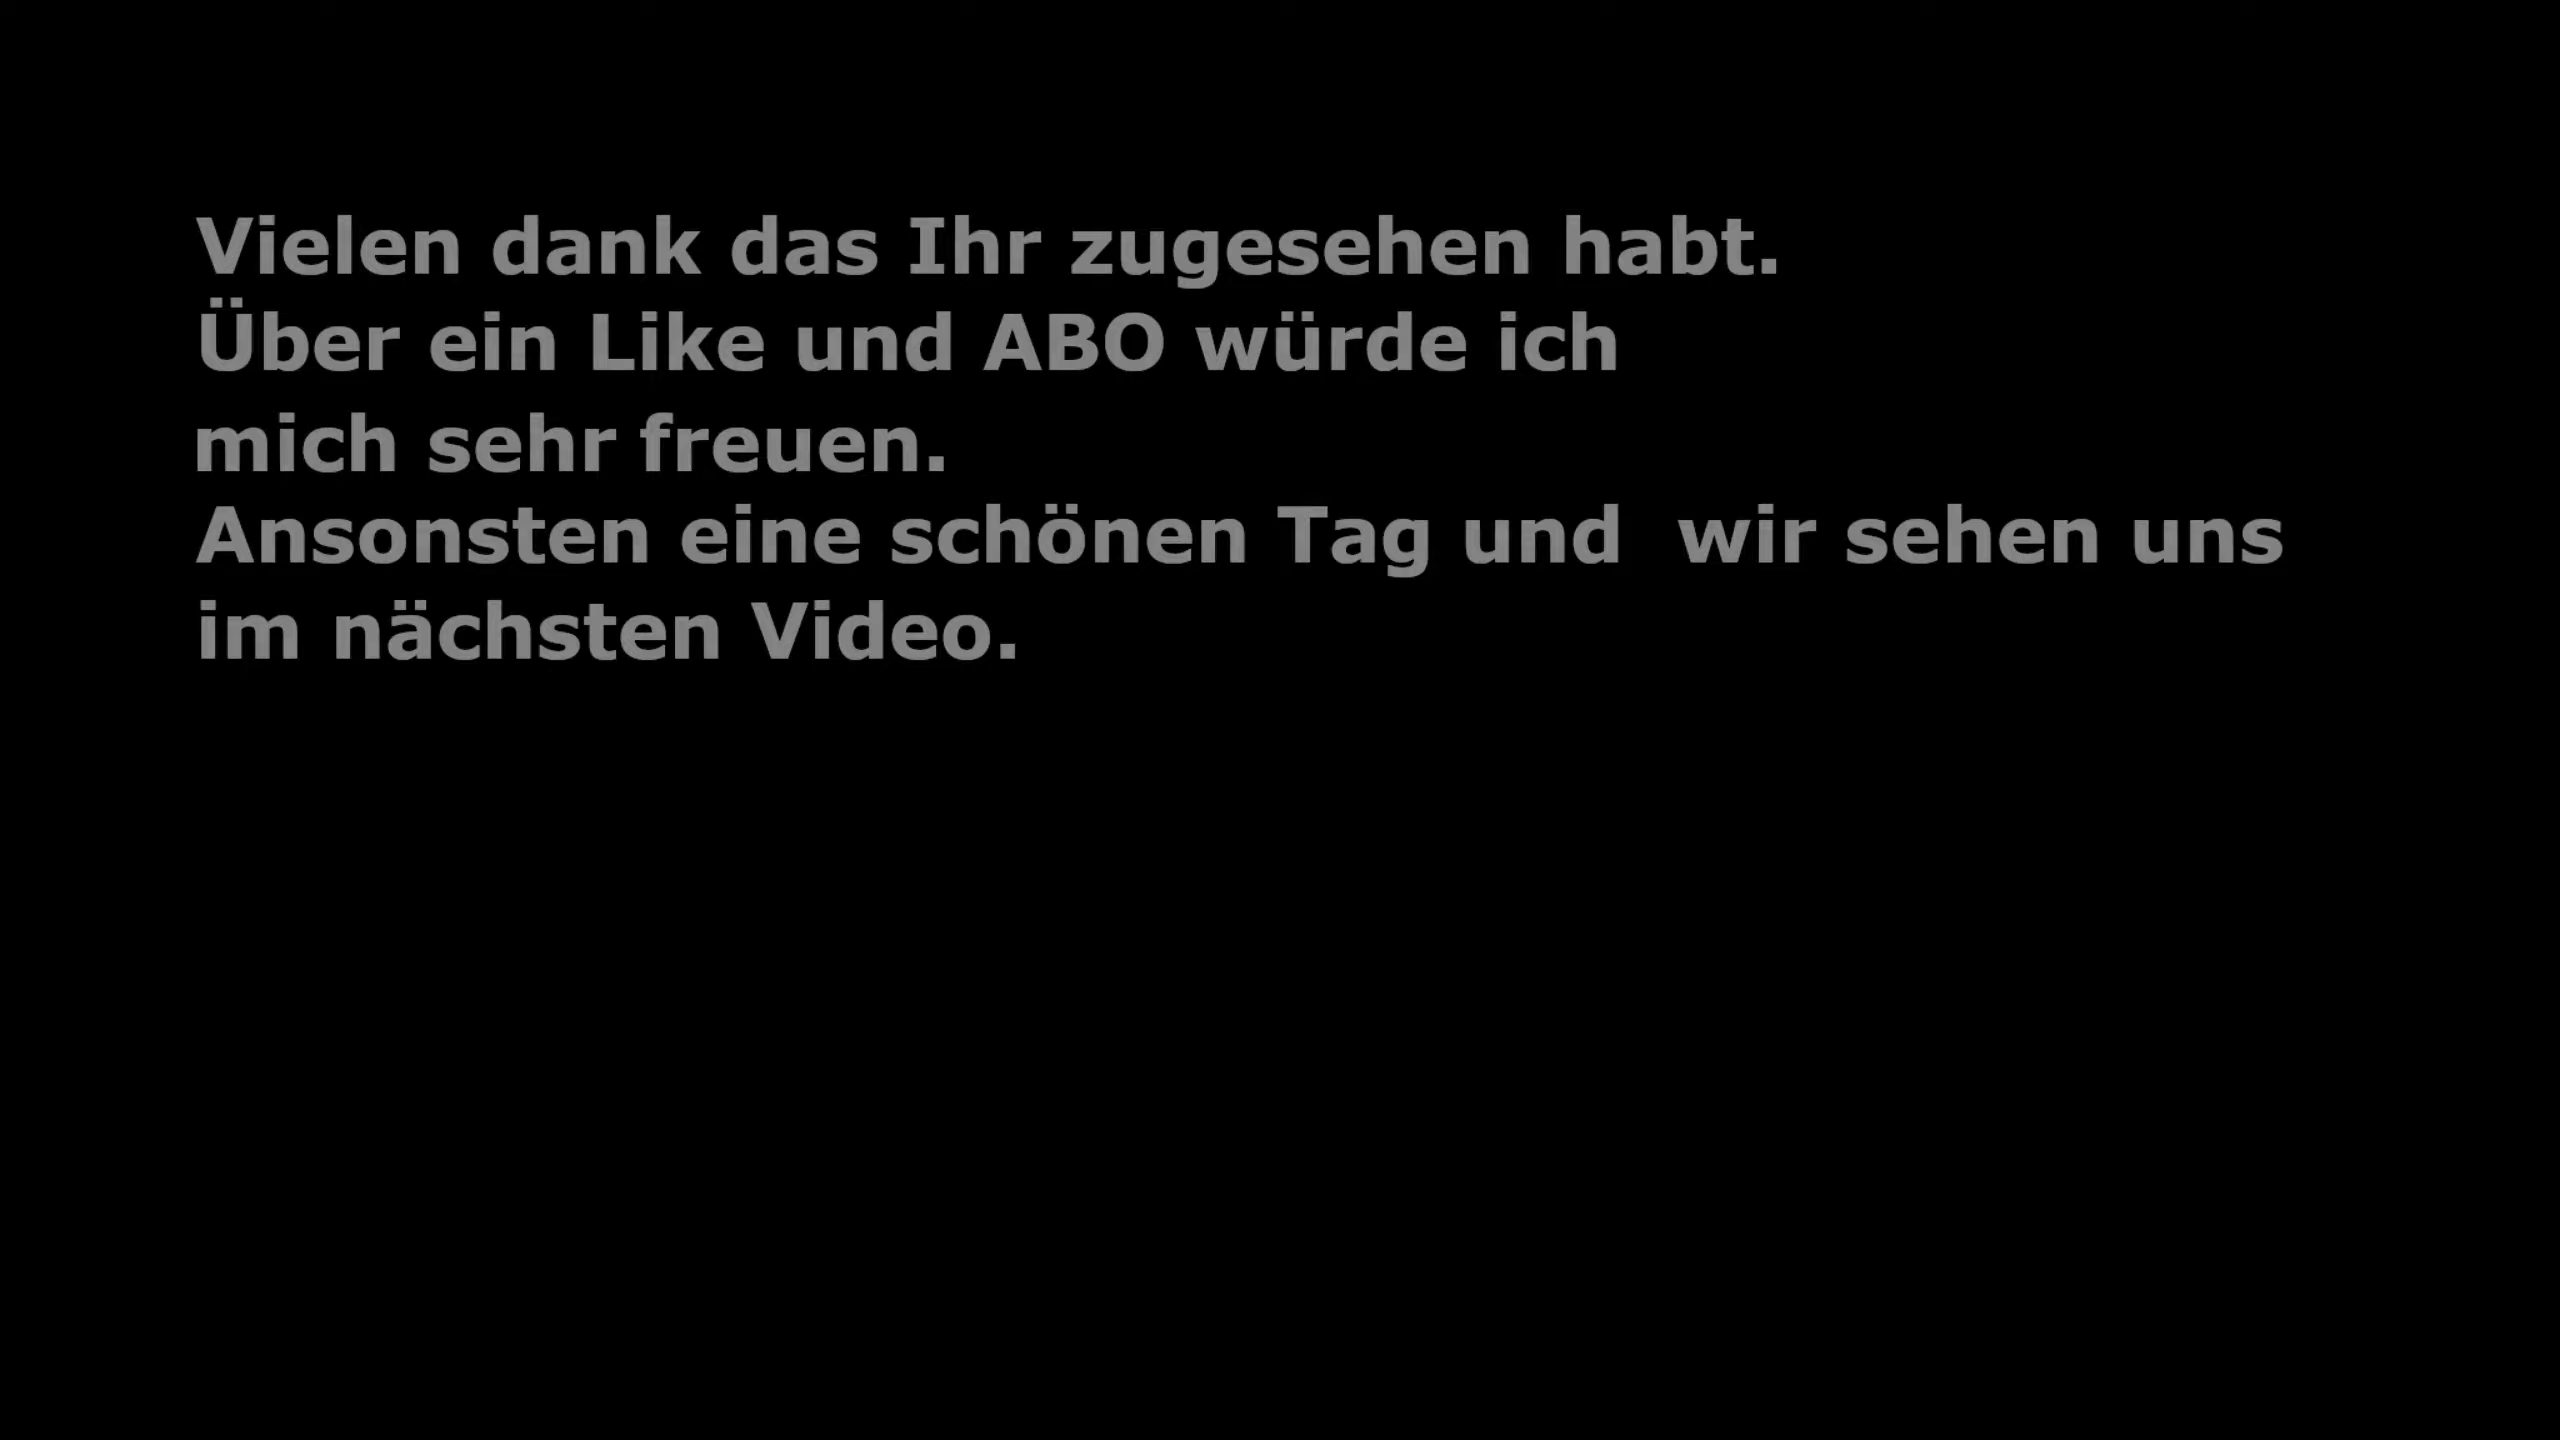 Vielen dank das Ihr zugesehen habt.
Über ein Like und ABO würde ich
mich sehr freuen.
Ansonsten eine schönen Tag und  wir sehen uns
im nächsten Video.